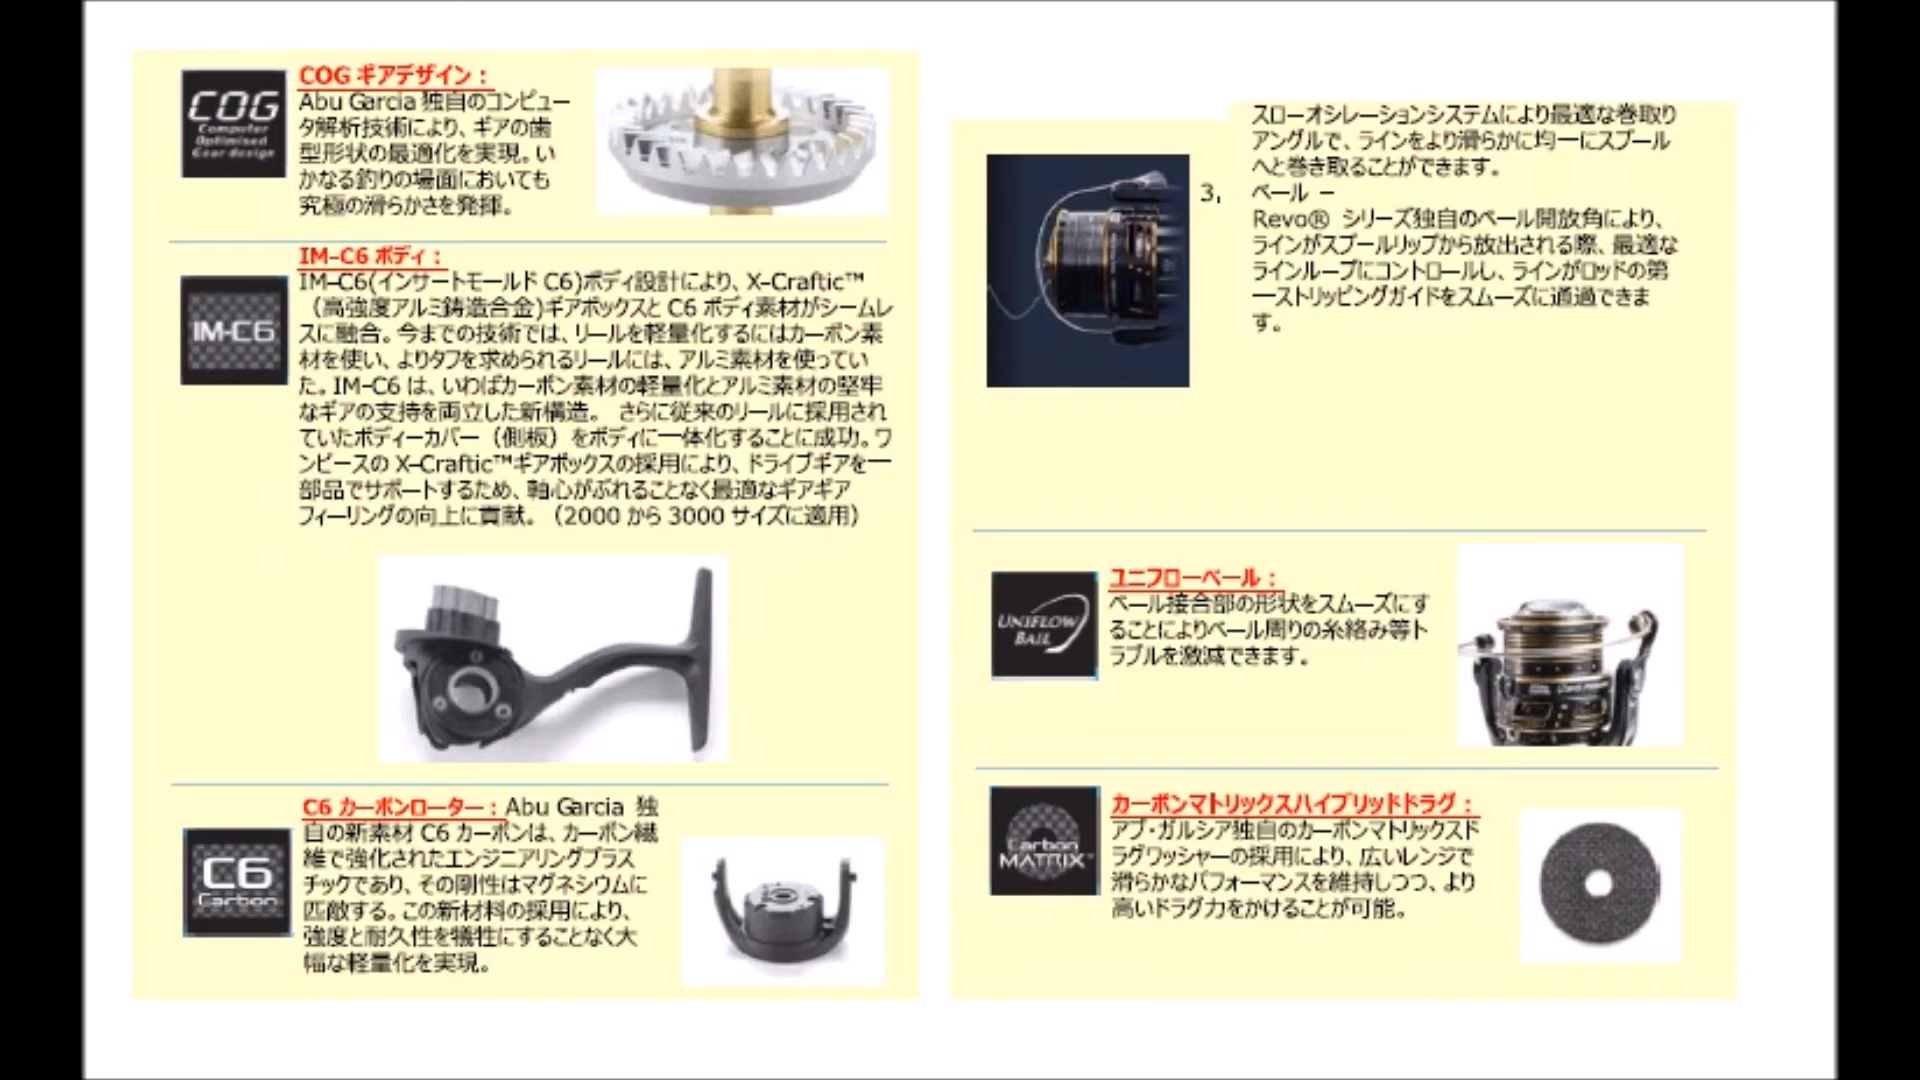 COG
Computer
Optimised
Gear design
COG ギアデザイン：
Abu Garcia 独自のコンピュー
タ解析技術により、ギアの歯
型形状の最適化を実現。い
かなる釣りの場面においても
究極の滑らかさを発揮。
IM-C6
IM-C6 ボディ：
IM-C6(インサートモールド C6)ボディ設計により、X-Craftic™
（高強度アルミ鋳造合金)ギアボックスと C6 ボディ素材がシームレ
スに融合。今までの技術では、リールを軽量化するにはカーボン素
材を使い、よりタフを求められるリールには、アルミ素材を使ってい
た。IM-C6 は、いわばカーボン素材の軽量化とアルミ素材の堅牢
なギアの支持を両立した新構造。 さらに従来のリールに採用され
ていたボディーカバー（側板）をボディに一体化することに成功。ワ
ンピースの X-Craftic™ギアボックスの採用により、ドライブギアを一
部品でサポートするため、軸心がぶれることなく最適なギアギア
フィーリングの向上に貢献。（2000 から 3000 サイズに適用）
C6
Carbon
C6 カーボンローター：Abu Garcia 独
自の新素材 C6 カーボンは、カーボン繊
維で強化されたエンジニアリングプラス
チックであり、その剛性はマグネシウムに
匹敵する。この新材料の採用により、
強度と耐久性を犠牲にすることなく大
幅な軽量化を実現。
スローオシレーションシステムにより最適な巻取り
アングルで、ラインをより滑らかに均一にスプール
へと巻き取ることができます。
3, ベール －
Revo® シリーズ独自のベール開放角により、
ラインがスプールリップから放出される際、最適な
ラインループにコントロールし、ラインがロッドの第
一ストリッピングガイドをスムーズに通過できま
す。
UNIFLOW
BAIL
ユニフローベール：
ベール接合部の形状をスムーズにす
ることによりベール周りの糸絡み等ト
ラブルを激減できます。
Carbon
MATRIX™
カーボンマトリックスハイブリッドドラグ：
アブ・ガルシア独自のカーボンマトリックスド
ラグワッシャーの採用により、広いレンジで
滑らかなパフォーマンスを維持しつつ、より
高いドラグ力をかけることが可能。